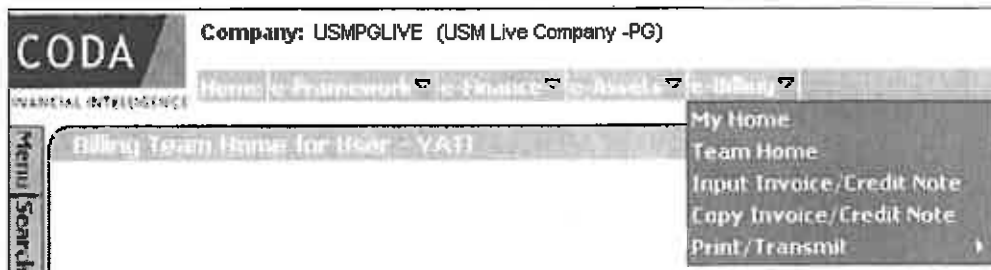 CODA
Company: USMPGLIVE (USM Live Company -PG)
FINANCIAL INTELLIGENCE
Home e-Framework e-Finance e-Assets e-Billing
Menu Search
Billing Team Home for User - YATI
My Home
Team Home
Input Invoice/Credit Note
Copy Invoice/Credit Note
Print/Transmit